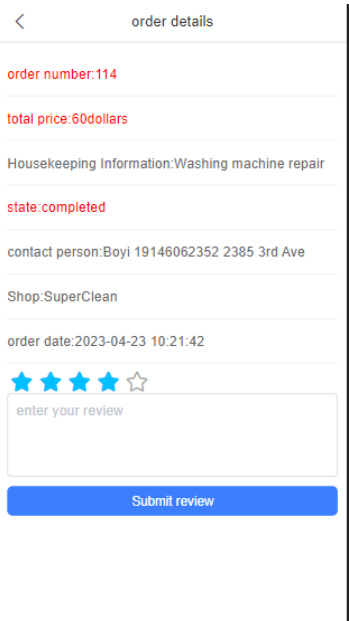 order details
order number:114
total price:60dollars
Housekeeping Information:Washing machine repair
state:completed
contact person:Boyi 19146062352 2385 3rd Ave
Shop:SuperClean
order date:2023-04-23 10:21:42
enter your review
Submit review